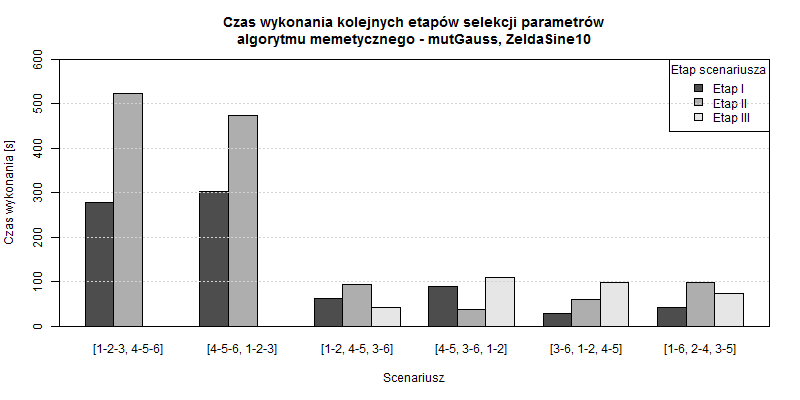 Czas wykonania kolejnych etapów selekcji parametrów
algorytmu memetycznego - mutGauss, ZeldaSine10
Etap scenariusza
Etap I
Etap II
Etap III
Czas wykonania [s]
600
500
400
300
200
100
0
[1-2-3, 4-5-6]
[4-5-6, 1-2-3]
[1-2, 4-5, 3-6]
[4-5, 3-6, 1-2]
[3-6, 1-2, 4-5]
[1-6, 2-4, 3-5]
Scenariusz